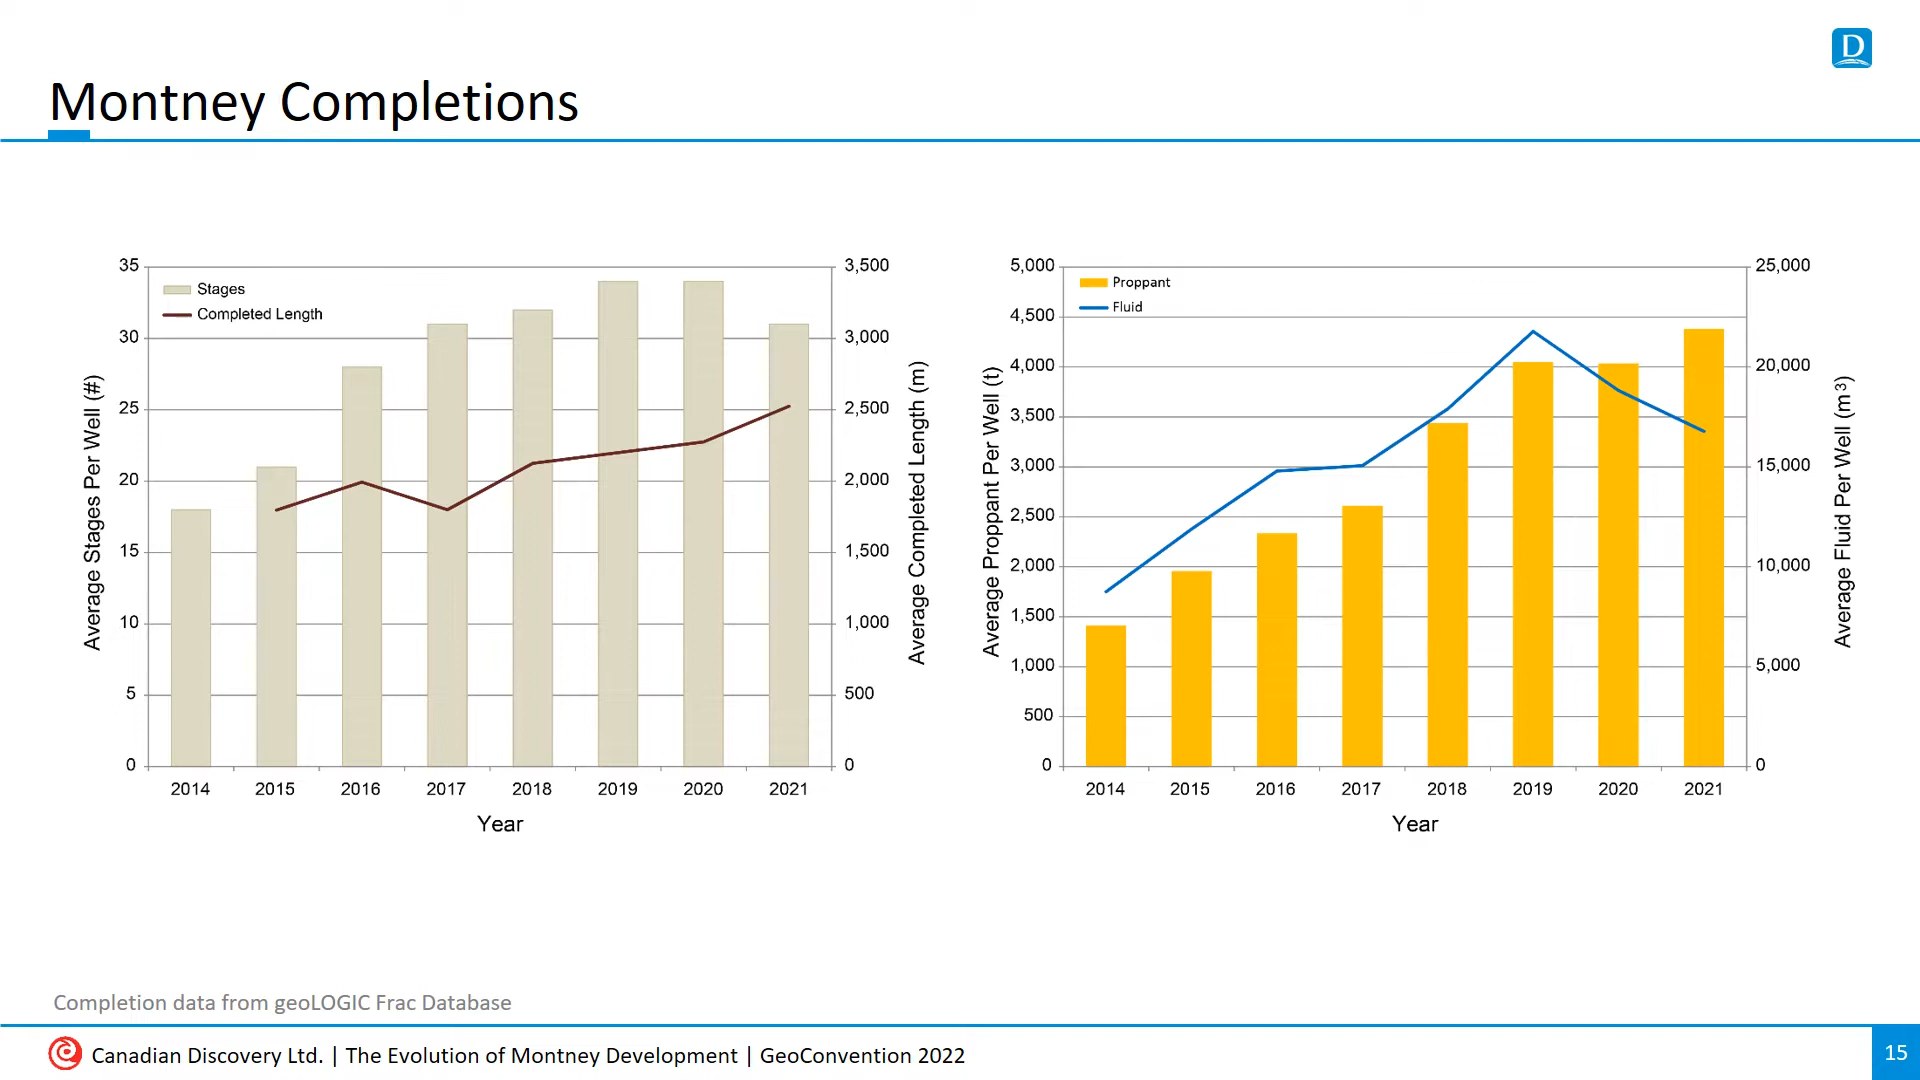 D
Montney Completions
35
30
25
20
15
10
5
0
Average Stages Per Well (#)
Stages
Completed Length
3,500
3,000
2,500
2,000
1,500
1,000
500
0
Average Completed Length (m)
2014 2015 2016 2017 2018 2019 2020 2021
Year
5,000
4,500
4,000
3,500
3,000
2,500
2,000
1,500
1,000
500
0
Average Proppant Per Well (t)
Proppant
Fluid
25,000
20,000
15,000
10,000
5,000
0
Average Fluid Per Well (m³)
2014 2015 2016 2017 2018 2019 2020 2021
Year
Completion data from geoLOGIC Frac Database
Canadian Discovery Ltd. | The Evolution of Montney Development | GeoConvention 2022
15